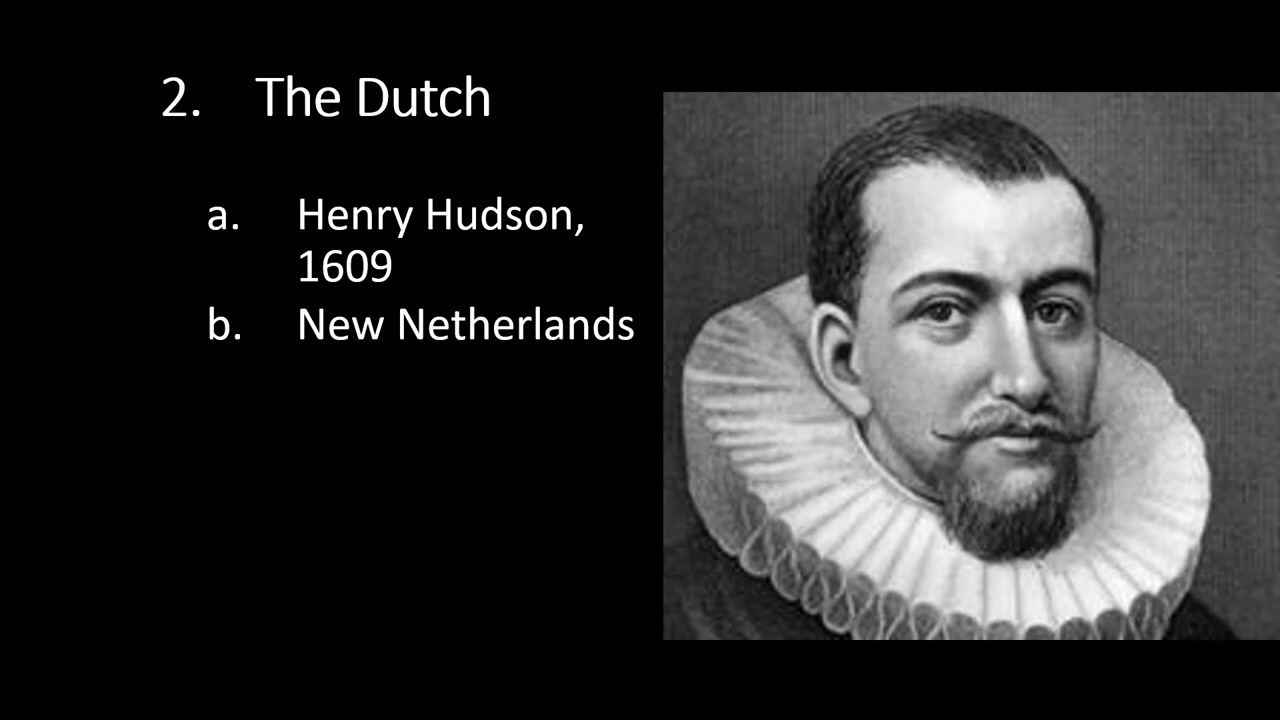 2. The Dutch
a. Henry Hudson,
1609
b. New Netherlands